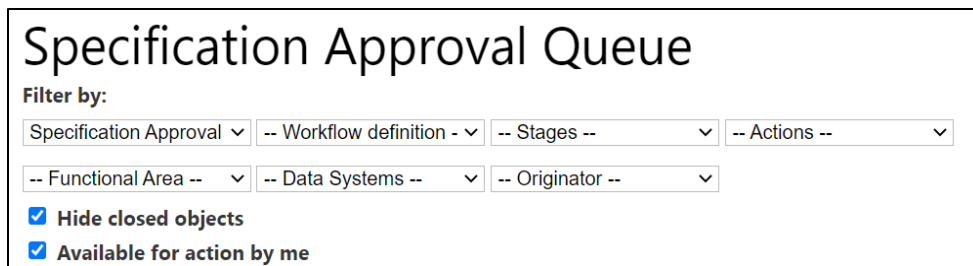 Specification Approval Queue
Filter by:
Specification Approval -- Workflow definition - -- Stages -- -- Actions --
-- Functional Area -- -- Data Systems -- -- Originator --
Hide closed objects
Available for action by me